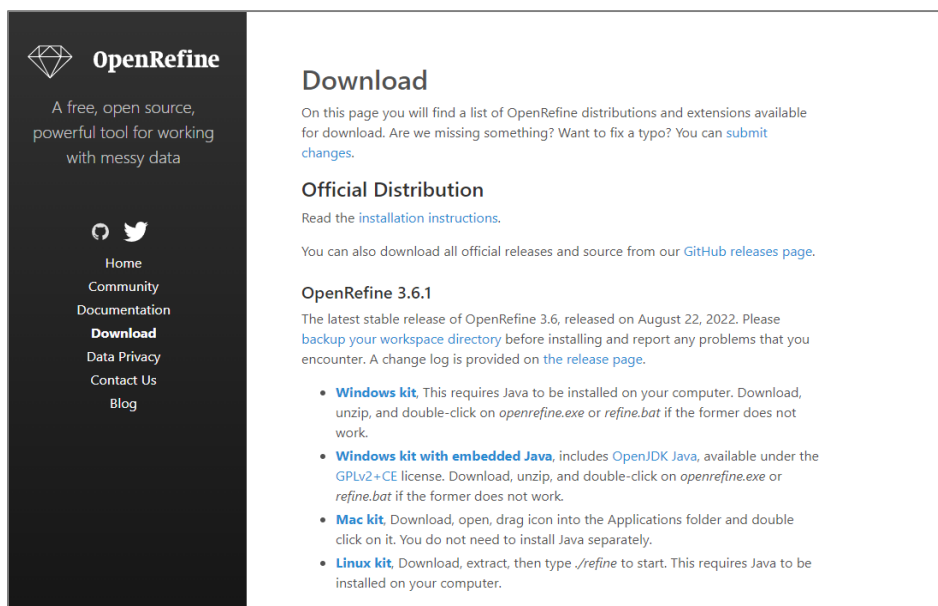 OpenRefine
A free, open source,
powerful tool for working
with messy data
Home
Community
Documentation
Download
Data Privacy
Contact Us
Blog
Download
On this page you will find a list of OpenRefine distributions and extensions available
for download. Are we missing something? Want to fix a typo? You can submit
changes.
Official Distribution
Read the installation instructions.
You can also download all official releases and source from our GitHub releases page.
OpenRefine 3.6.1
The latest stable release of OpenRefine 3.6, released on August 22, 2022. Please
backup your workspace directory before installing and report any problems that you
encounter. A change log is provided on the release page.
• Windows kit, This requires Java to be installed on your computer. Download,
unzip, and double-click on openrefine.exe or refine.bat if the former does not
work.
• Windows kit with embedded Java, includes OpenJDK Java, available under the
GPLv2+CE license. Download, unzip, and double-click on openrefine.exe or
refine.bat if the former does not work.
• Mac kit, Download, open, drag icon into the Applications folder and double
click on it. You do not need to install Java separately.
• Linux kit, Download, extract, then type ./refine to start. This requires Java to be
installed on your computer.